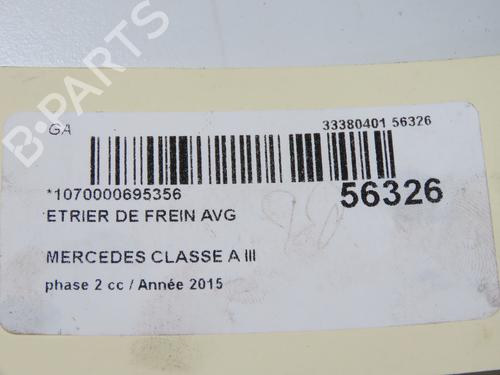 GA
33380401 56326
*1070000695356
56326
ETRIER DE FREIN AVG
MERCEDES CLASSE A III
phase 2 cc / Année 2015
B-PARTS